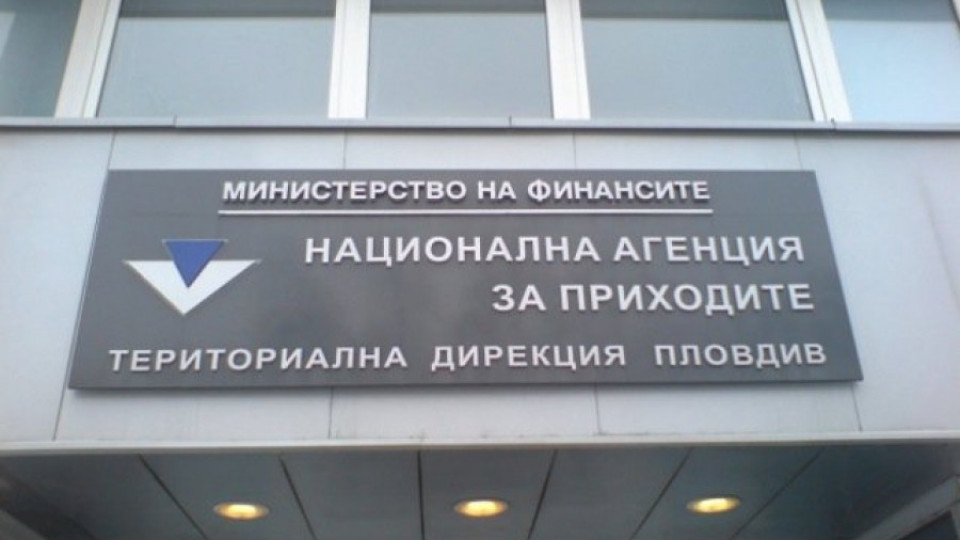 МИНИСТЕРСТВО НА ФИНАНСИТЕ
НАЦИОНАЛНА АГЕНЦИЯ
ЗА ПРИХОДИТЕ
ТЕРИТОРИАЛНА ДИРЕКЦИЯ ПЛОВДИВ